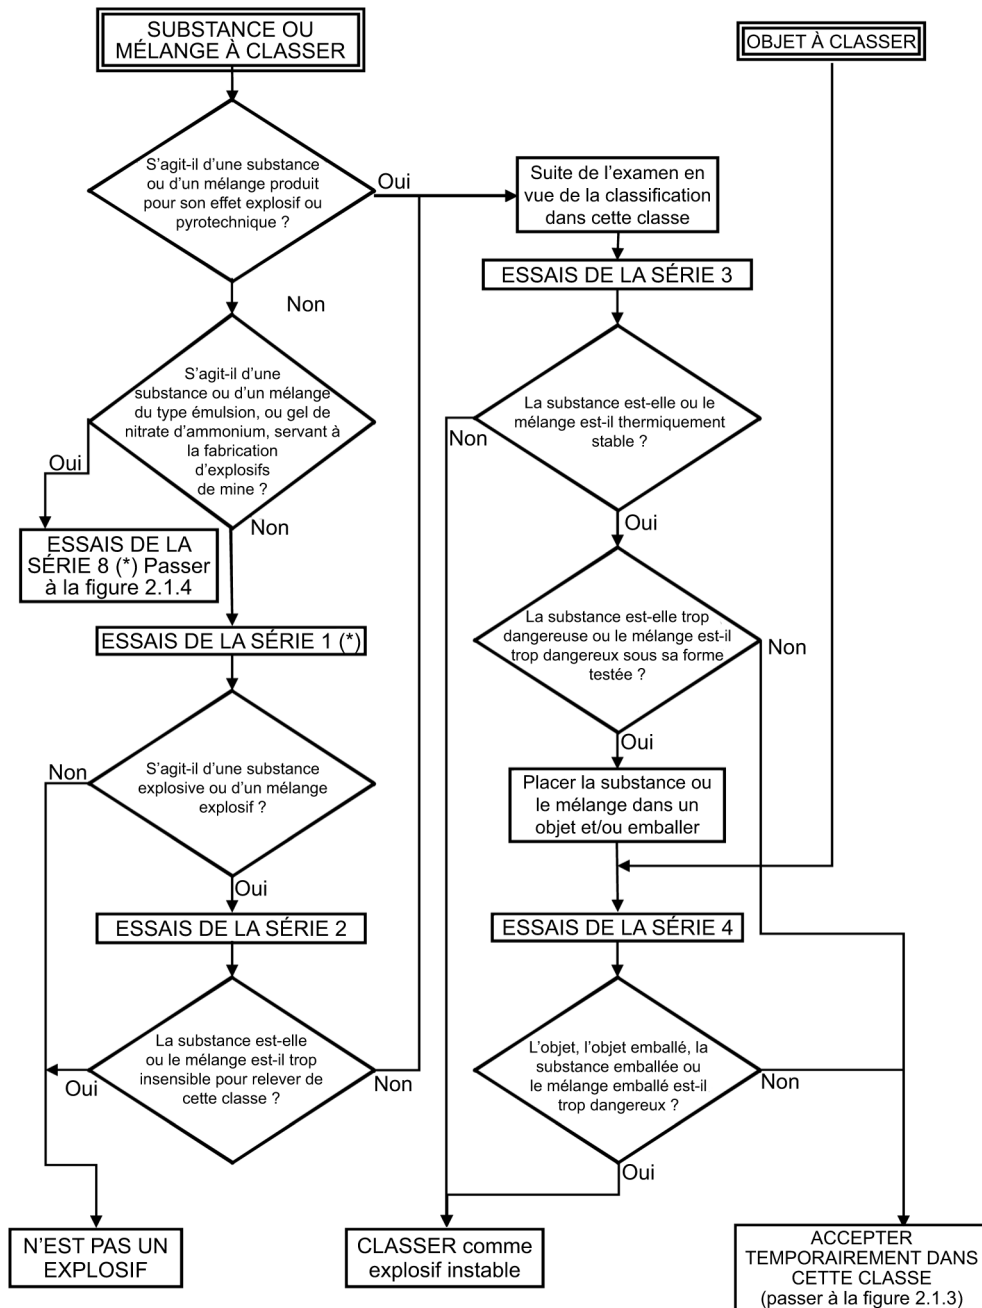 SUBSTANCE OU
MÉLANGE À CLASSER
OBJET À CLASSER
S’agit-il d’une substance
ou d’un mélange produit
pour son effet explosif ou
pyrotechnique ?
Oui
Suite de l’examen en
vue de la classification
dans cette classe
ESSAIS DE LA SÉRIE 3
Non
S’agit-il d’une
substance ou d’un mélange
du type émulsion, ou gel de
nitrate d’ammonium, servant à
la fabrication
d’explosifs
de mine ?
La substance est-elle ou le
mélange est-il thermiquement
stable ?
Non
Oui
Oui
Non
ESSAIS DE LA
SÉRIE 8 (*) Passer
à la figure 2.1.4
La substance est-elle trop
dangereuse ou le mélange est-il
trop dangereux sous sa forme
testée ?
Non
ESSAIS DE LA SÉRIE 1 (*)
Oui
Non
S’agit-il d’une substance
explosive ou d’un mélange
explosif ?
Placer la substance ou
le mélange dans un
objet et/ou emballer
Oui
ESSAIS DE LA SÉRIE 2
ESSAIS DE LA SÉRIE 4
La substance est-elle
ou le mélange est-il trop
insensible pour relever de
cette classe ?
Oui
Non
L’objet, l’objet emballé, la
substance emballée ou
le mélange emballé est-il
trop dangereux ?
Non
Oui
N’EST PAS UN
EXPLOSIF
CLASSER comme
explosif instable
ACCEPTER
TEMPORAIREMENT DANS
CETTE CLASSE
(passer à la figure 2.1.3)